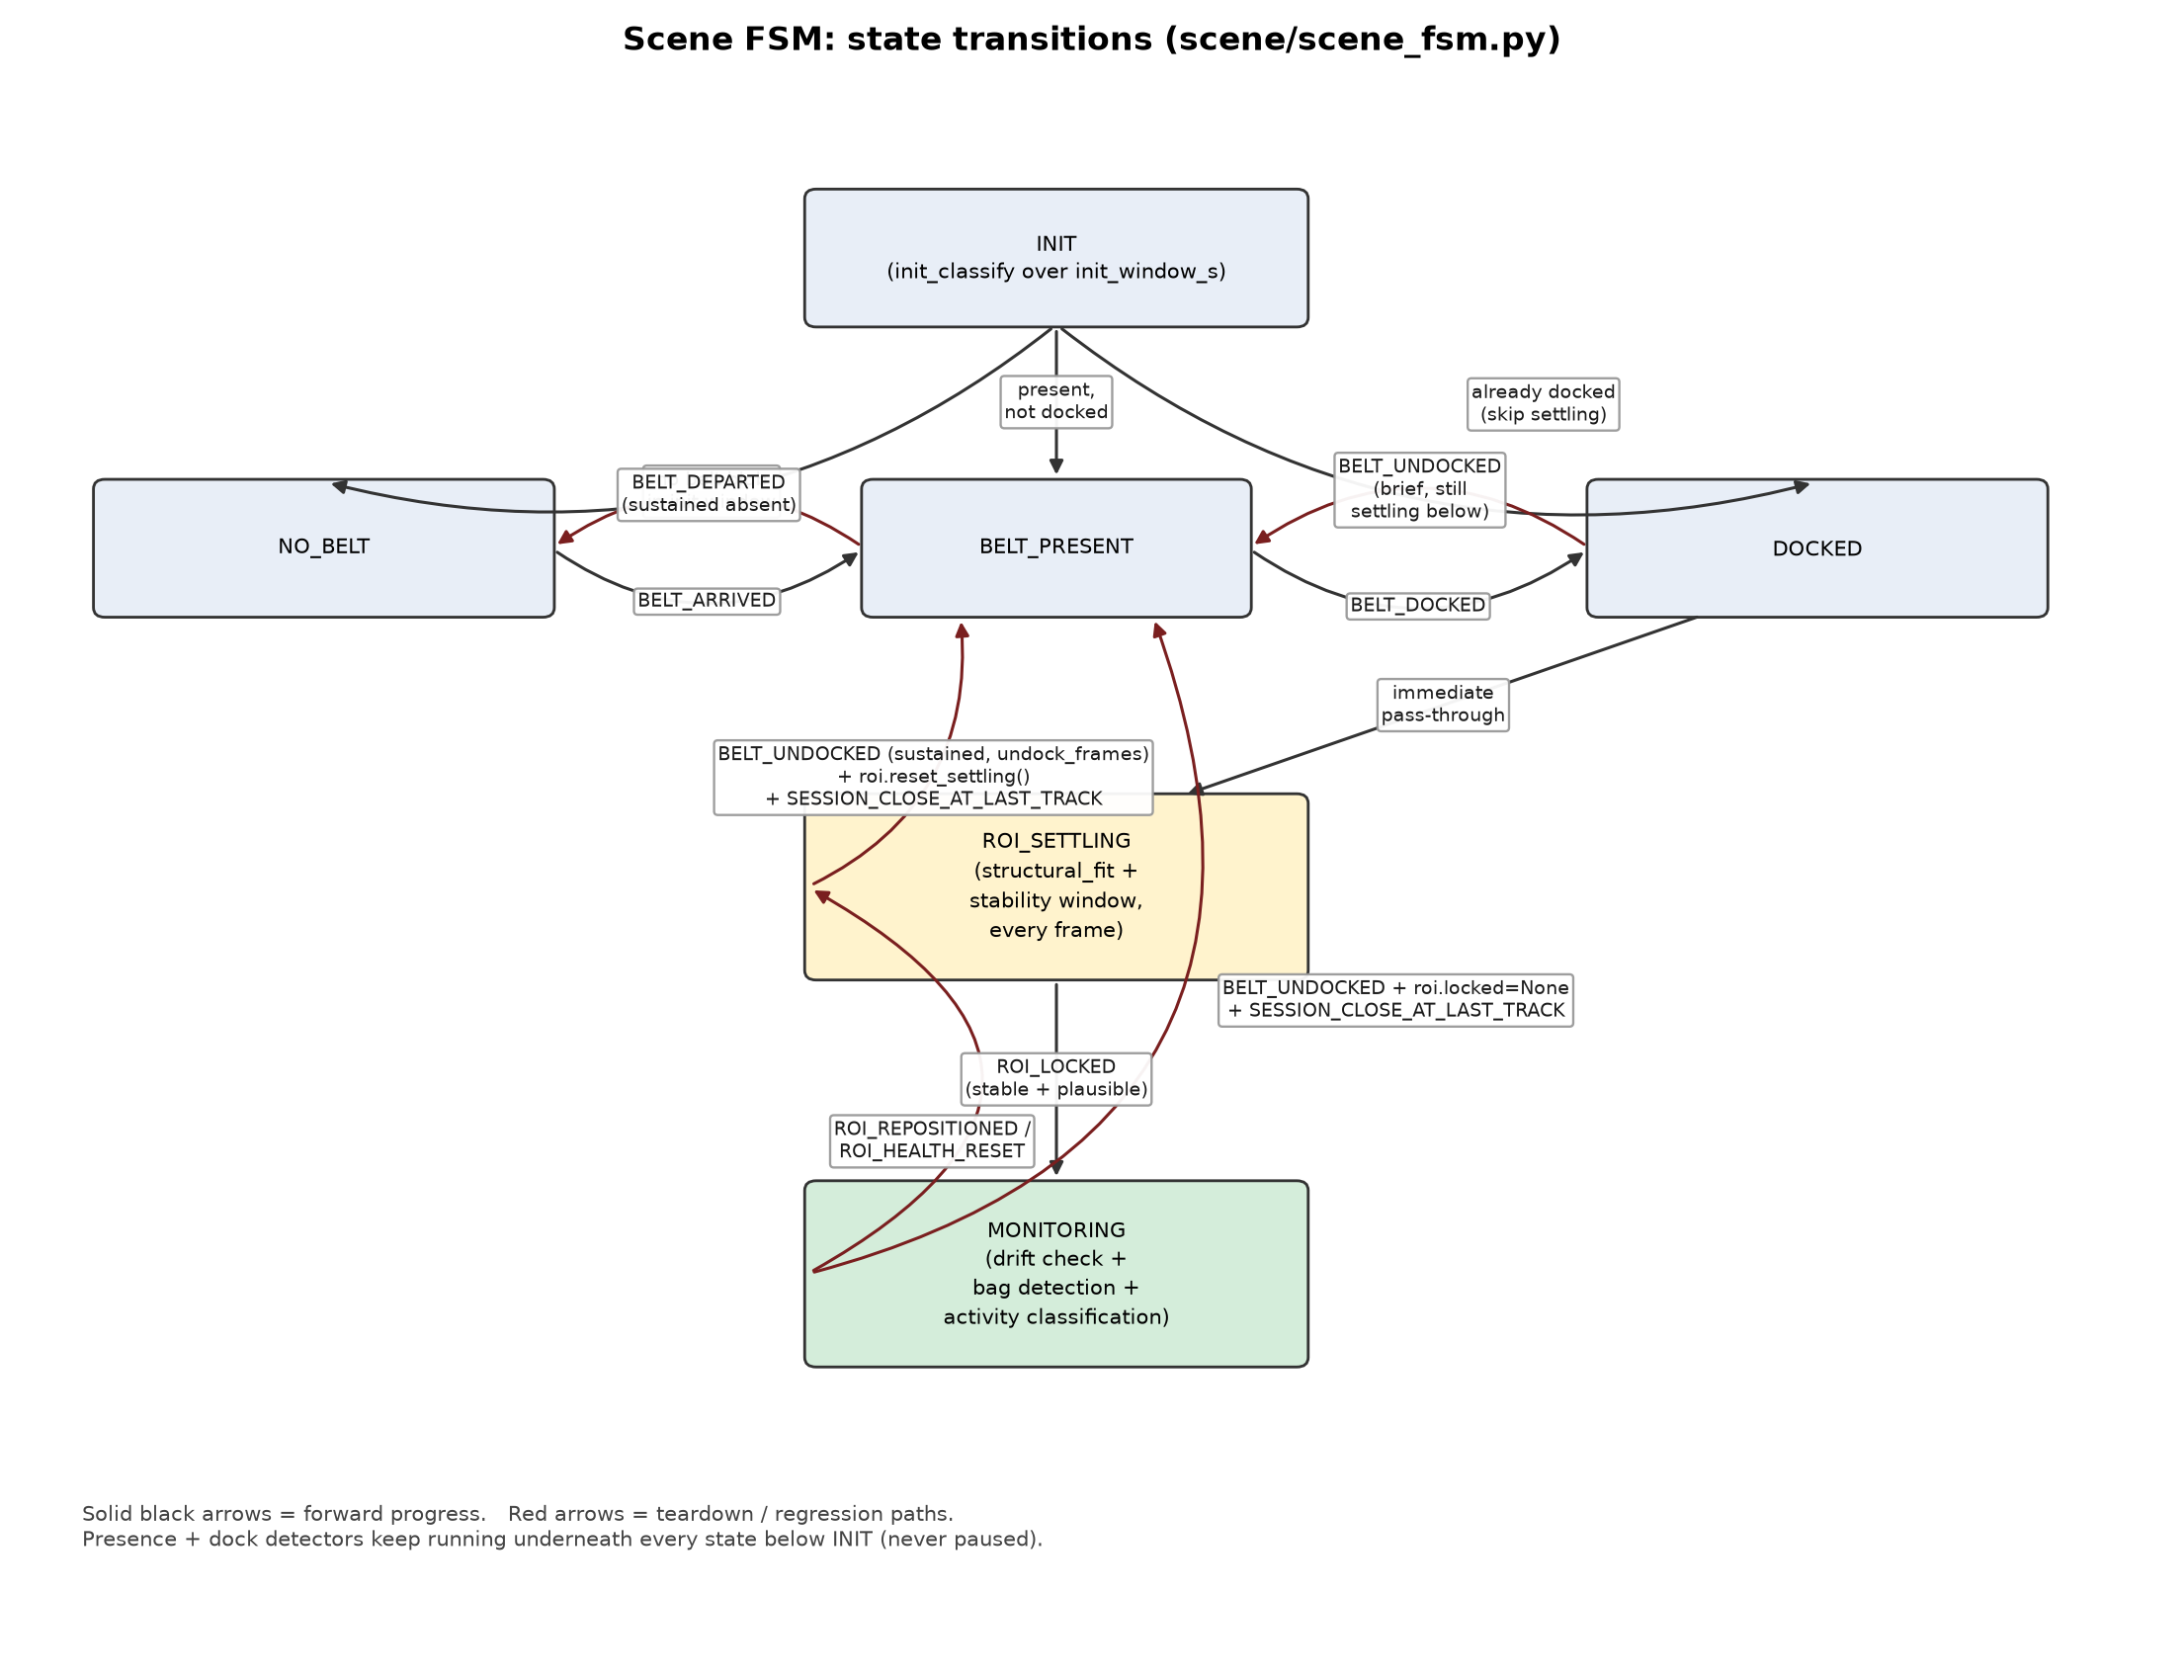 Scene FSM: state transitions (scene/scene_fsm.py)
INIT
(init_classify over init_window_s)
present,
not docked
already docked
(skip settling)
BELT_DEPARTED
(sustained absent)
BELT_UNDOCKED
(brief, still
settling below)
NO_BELT
BELT_PRESENT
DOCKED
BELT_ARRIVED
BELT_DOCKED
immediate
pass-through
BELT_UNDOCKED (sustained, undock_frames)
+ roi.reset_settling()
+ SESSION_CLOSE_AT_LAST_TRACK
ROI_SETTLING
(structural_fit +
stability window,
every frame)
BELT_UNDOCKED + roi.locked=None
+ SESSION_CLOSE_AT_LAST_TRACK
ROI_LOCKED
(stable + plausible)
ROI_REPOSITIONED /
ROI_HEALTH_RESET
MONITORING
(drift check +
bag detection +
activity classification)
Solid black arrows = forward progress.   Red arrows = teardown / regression paths.
Presence + dock detectors keep running underneath every state below INIT (never paused).